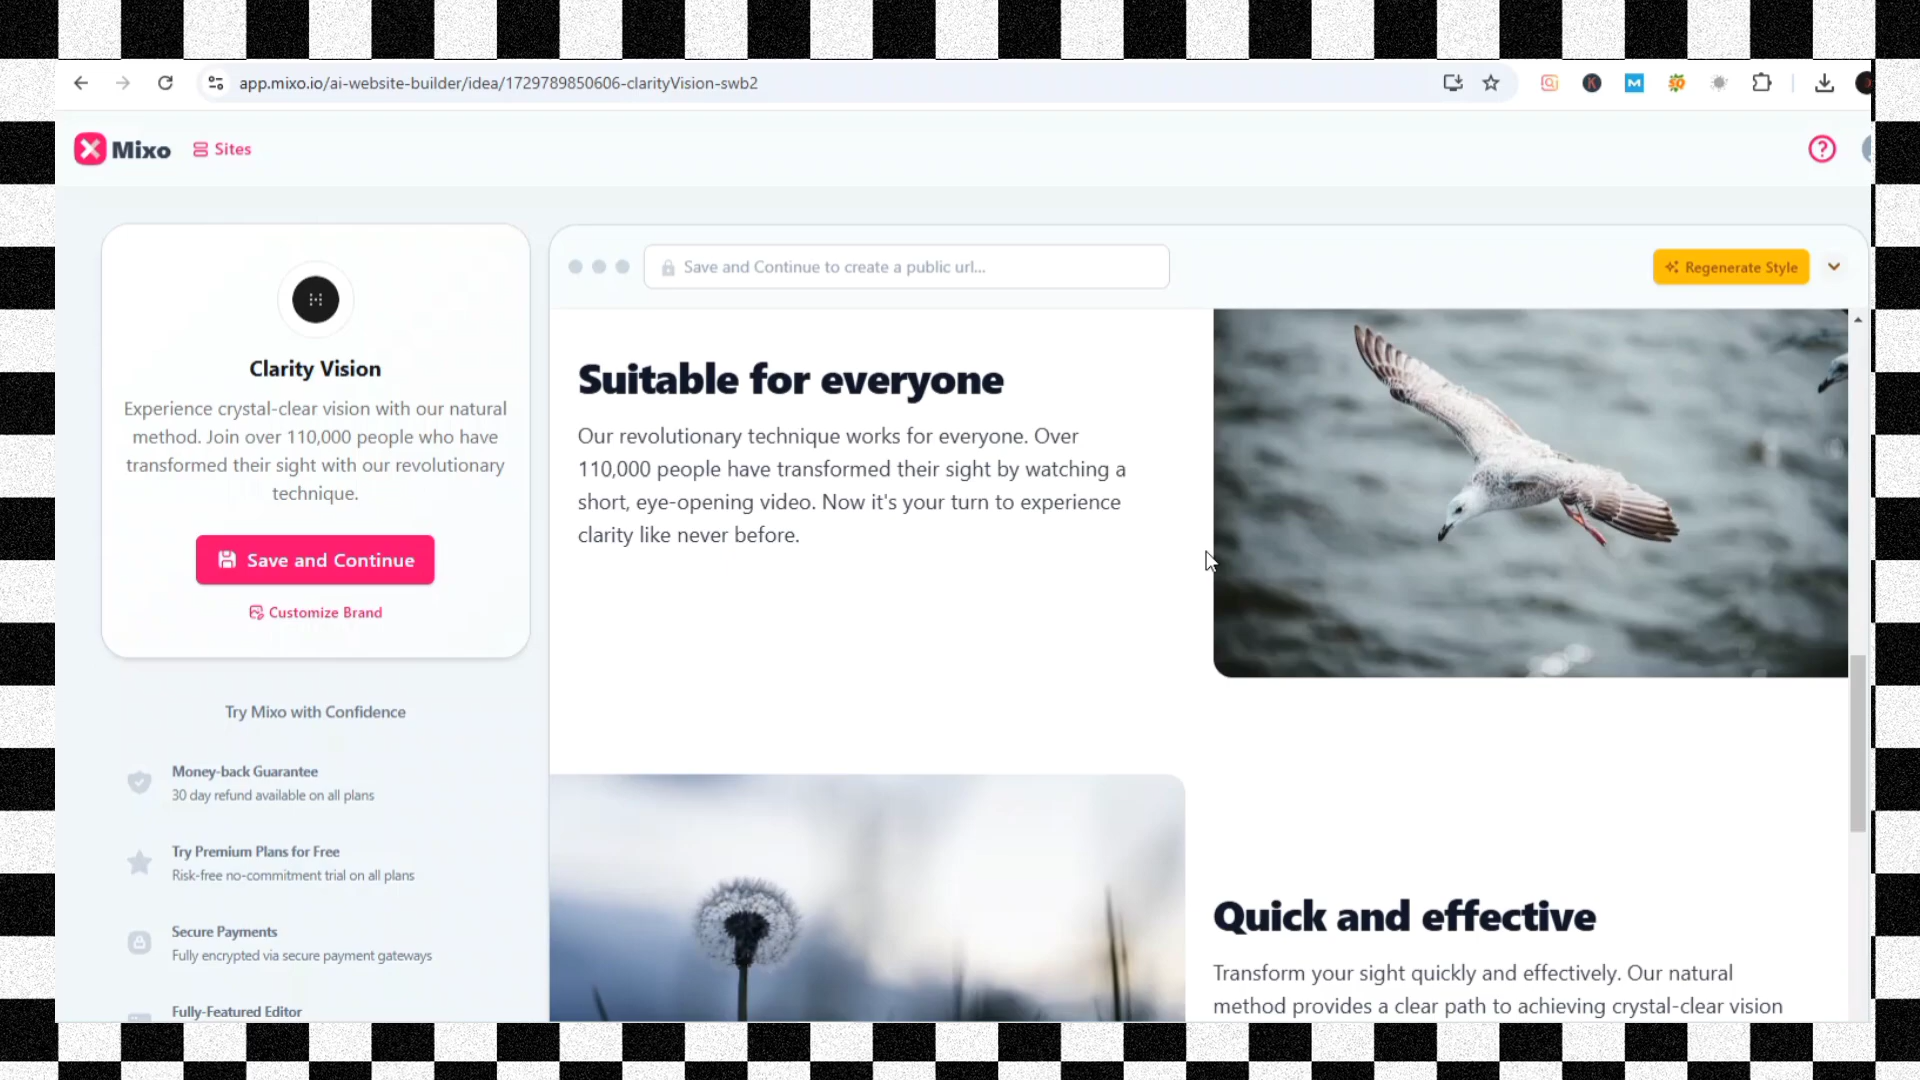 app.mixo.io/ai-website-builder/idea/1729789850606-clarityVision-swb2
Mixo
Sites
Clarity Vision
Experience crystal-clear vision with our natural
method. Join over 110,000 people who have
transformed their sight with our revolutionary
technique.
Save and Continue
Customize Brand
Try Mixo with Confidence
Money-back Guarantee
30 day refund available on all plans
Try Premium Plans for Free
Risk-free no-commitment trial on all plans
Secure Payments
Fully encrypted via secure payment gateways
Fully-Featured Editor
Save and Continue to create a public url...
Regenerate Style
Suitable for everyone
Our revolutionary technique works for everyone. Over
110,000 people have transformed their sight by watching a
short, eye-opening video. Now it's your turn to experience
clarity like never before.
Quick and effective
Transform your sight quickly and effectively. Our natural
method provides a clear path to achieving crystal-clear vision